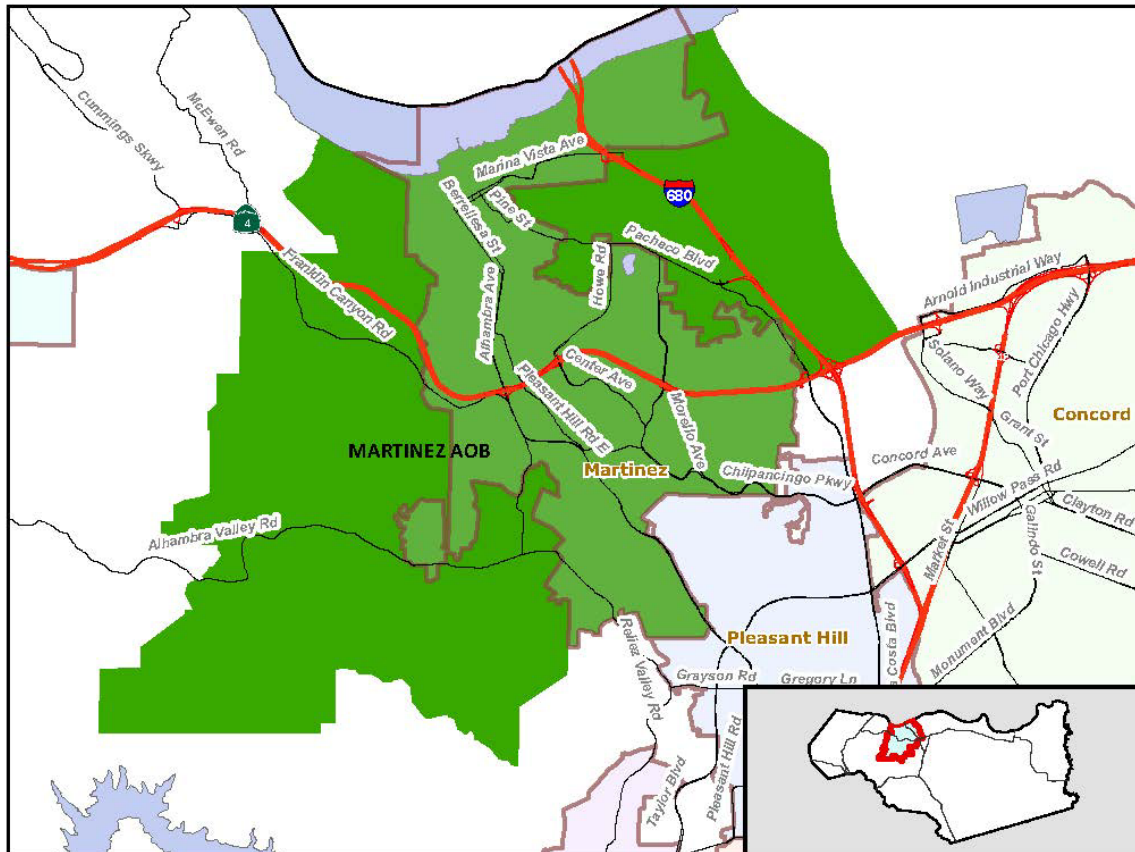 Cummings Skwy
McEwen Rd
4
Franklin Canyon Rd
Marina Vista Ave
Berrellesa St
Pine St
680
Pacheco Blvd
Howe Rd
Alhambra Ave
Center Ave
Pleasant Hill Rd E
Morello Ave
MARTINEZ AOB
Martinez
Chilpancingo Pkwy
Alhambra Valley Rd
Arnold Industrial Way
Solano Way
Port Chicago Hwy
Grant St
Concord
Concord Ave
Willow Pass Rd
Clayton Rd
Market St
Galindo St
Cowell Rd
Monument Blvd
Pleasant Hill
Reliez Valley Rd
Grayson Rd
Gregory Ln
Costa Blvd
Taylor Blvd
Pleasant Hill Rd